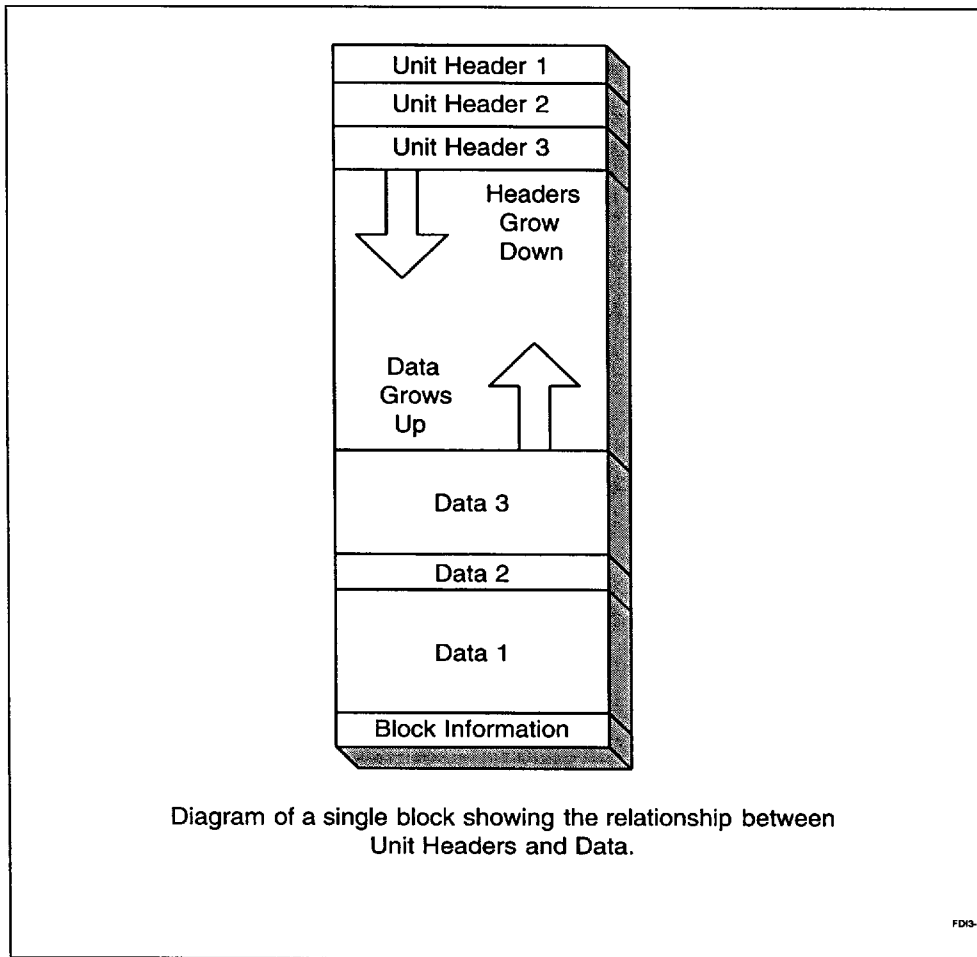 Unit Header 1
Unit Header 2
Unit Header 3
Headers
Grow
Down
Data
Grows
Up
Data 3
Data 2
Data 1
Block Information
Diagram of a single block showing the relationship between
Unit Headers and Data.
FDI3-